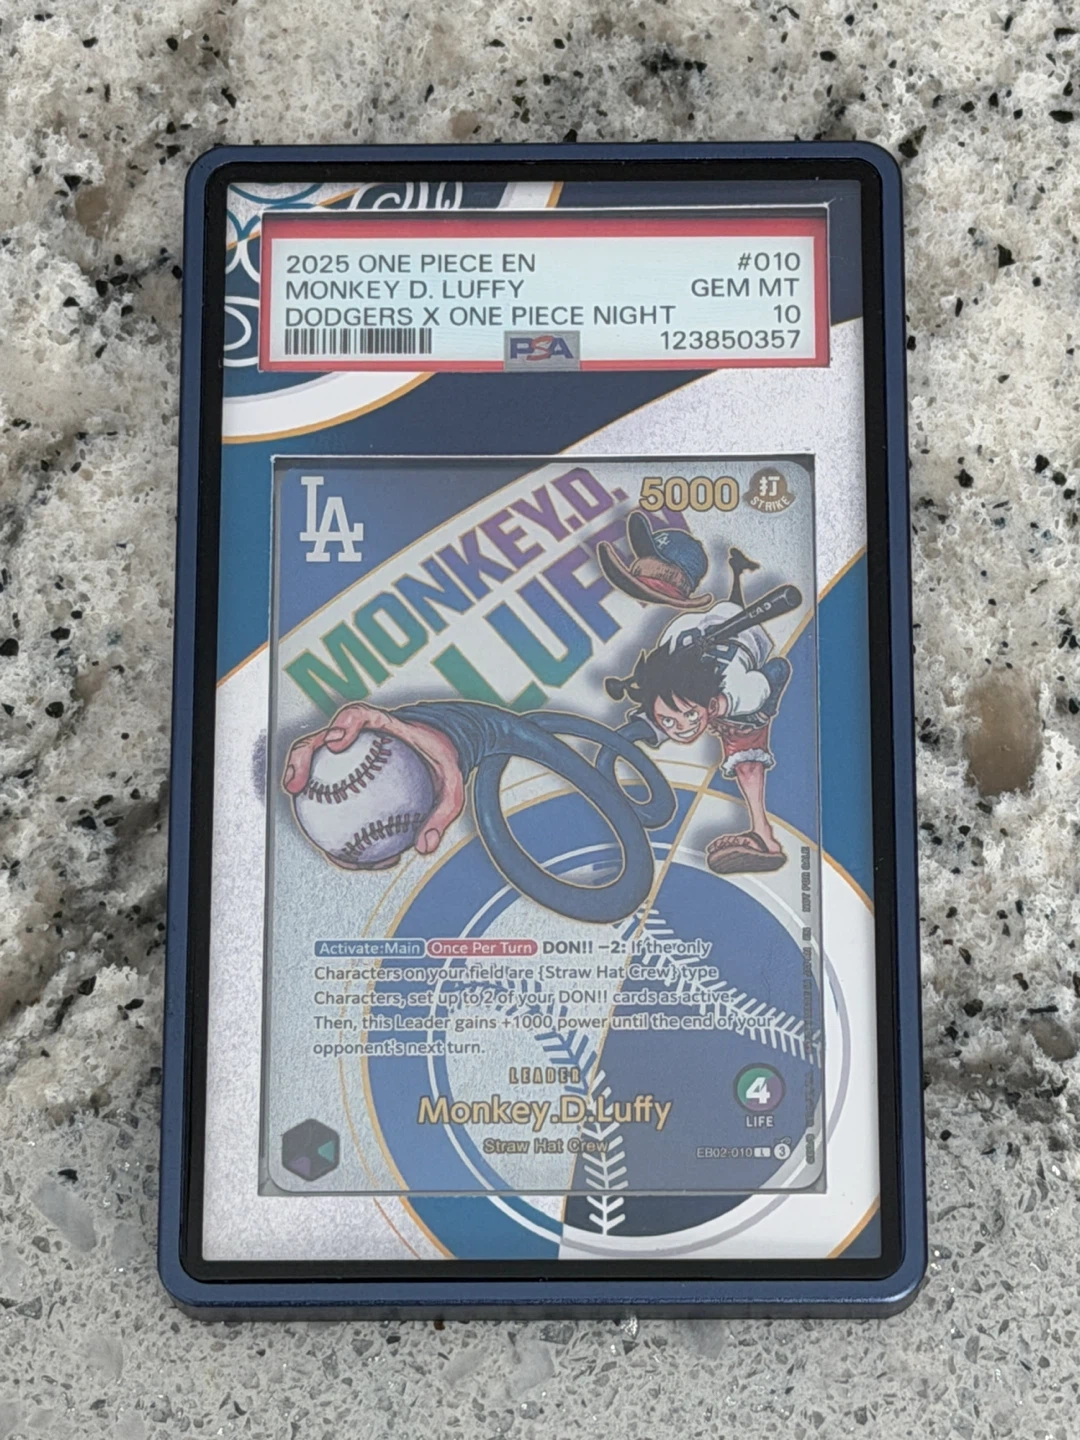 2025 ONE PIECE EN #010
MONKEY D. LUFFY GEM MT
DODGERS X ONE PIECE NIGHT 10
PSA 123850357
LA
MONKEY.D.
LUFFY
5000
打
STRIKE
LA
NOT FOR SALE
Activate:Main Once Per Turn DON!! −2: If the only
Characters on your field are {Straw Hat Crew} type
Characters, set up to 2 of your DON!! cards as active.
Then, this Leader gains +1000 power until the end of your
opponent's next turn.
LEADER
Monkey.D.Luffy
Straw Hat Crew
4
LIFE
EB02-010 L 3